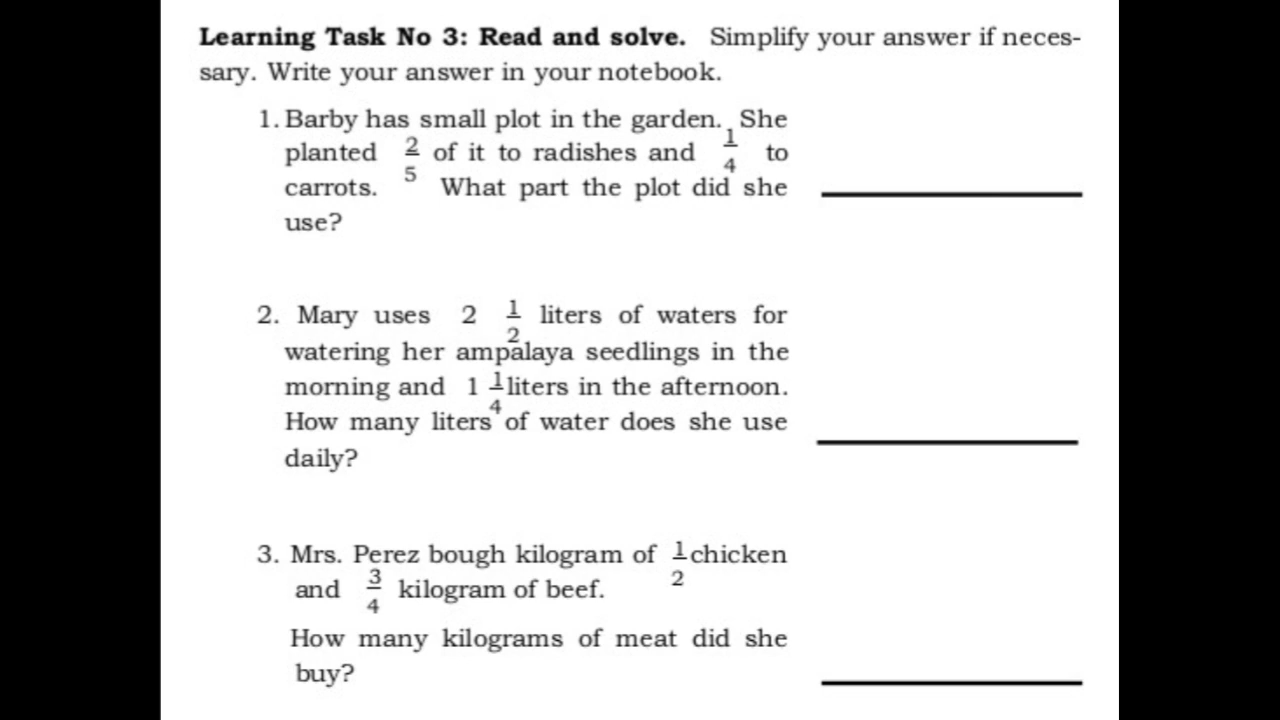 Learning Task No 3: Read and solve. Simplify your answer if neces-
sary. Write your answer in your notebook.
1. Barby has small plot in the garden. She
planted 2/5 of it to radishes and 1/4 to
carrots. What part the plot did she
use?
2. Mary uses 2 1/2 liters of waters for
watering her ampalaya seedlings in the
morning and 1 1/4 liters in the afternoon.
How many liters of water does she use
daily?
3. Mrs. Perez bough kilogram of 1/2 chicken
and 3/4 kilogram of beef.
How many kilograms of meat did she
buy?